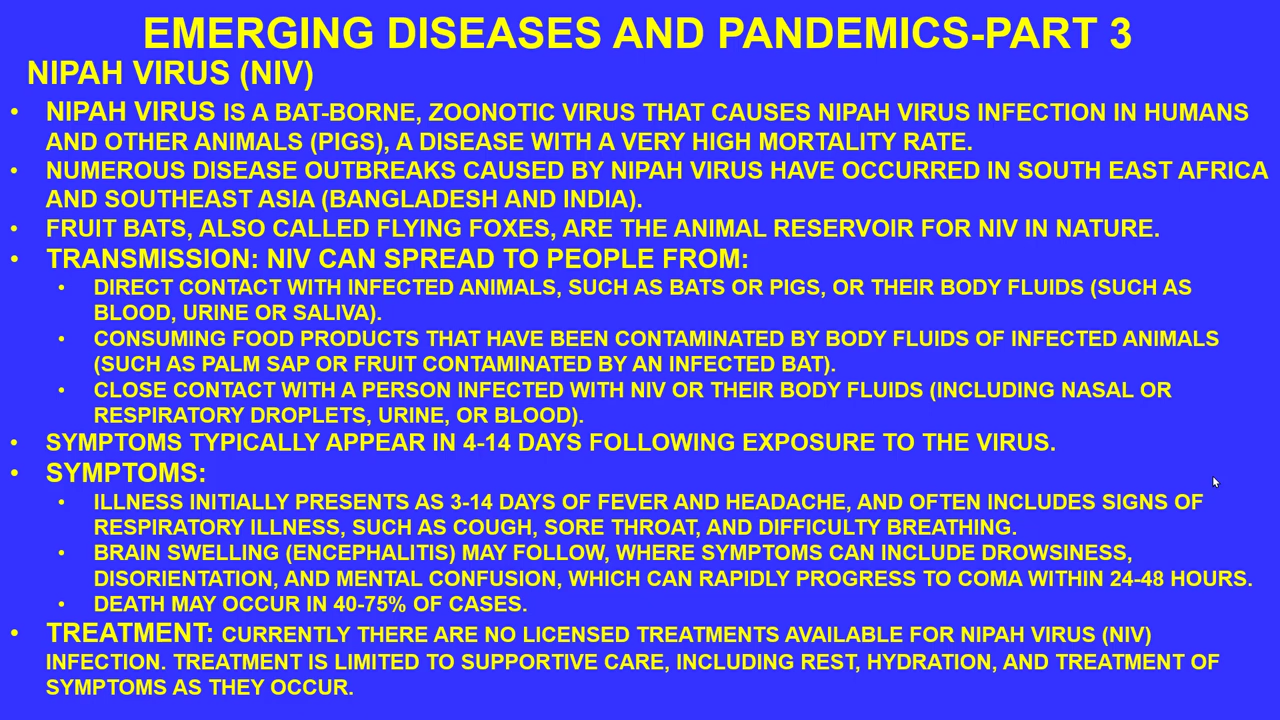 EMERGING DISEASES AND PANDEMICS-PART 3
NIPAH VIRUS (NIV)
• NIPAH VIRUS IS A BAT-BORNE, ZOONOTIC VIRUS THAT CAUSES NIPAH VIRUS INFECTION IN HUMANS
AND OTHER ANIMALS (PIGS), A DISEASE WITH A VERY HIGH MORTALITY RATE.
• NUMEROUS DISEASE OUTBREAKS CAUSED BY NIPAH VIRUS HAVE OCCURRED IN SOUTH EAST AFRICA
AND SOUTHEAST ASIA (BANGLADESH AND INDIA).
• FRUIT BATS, ALSO CALLED FLYING FOXES, ARE THE ANIMAL RESERVOIR FOR NIV IN NATURE.
• TRANSMISSION: NIV CAN SPREAD TO PEOPLE FROM:
• DIRECT CONTACT WITH INFECTED ANIMALS, SUCH AS BATS OR PIGS, OR THEIR BODY FLUIDS (SUCH AS
BLOOD, URINE OR SALIVA).
• CONSUMING FOOD PRODUCTS THAT HAVE BEEN CONTAMINATED BY BODY FLUIDS OF INFECTED ANIMALS
(SUCH AS PALM SAP OR FRUIT CONTAMINATED BY AN INFECTED BAT).
• CLOSE CONTACT WITH A PERSON INFECTED WITH NIV OR THEIR BODY FLUIDS (INCLUDING NASAL OR
RESPIRATORY DROPLETS, URINE, OR BLOOD).
• SYMPTOMS TYPICALLY APPEAR IN 4-14 DAYS FOLLOWING EXPOSURE TO THE VIRUS.
• SYMPTOMS:
• ILLNESS INITIALLY PRESENTS AS 3-14 DAYS OF FEVER AND HEADACHE, AND OFTEN INCLUDES SIGNS OF
RESPIRATORY ILLNESS, SUCH AS COUGH, SORE THROAT, AND DIFFICULTY BREATHING.
• BRAIN SWELLING (ENCEPHALITIS) MAY FOLLOW, WHERE SYMPTOMS CAN INCLUDE DROWSINESS,
DISORIENTATION, AND MENTAL CONFUSION, WHICH CAN RAPIDLY PROGRESS TO COMA WITHIN 24-48 HOURS.
• DEATH MAY OCCUR IN 40-75% OF CASES.
• TREATMENT: CURRENTLY THERE ARE NO LICENSED TREATMENTS AVAILABLE FOR NIPAH VIRUS (NIV)
INFECTION. TREATMENT IS LIMITED TO SUPPORTIVE CARE, INCLUDING REST, HYDRATION, AND TREATMENT OF
SYMPTOMS AS THEY OCCUR.